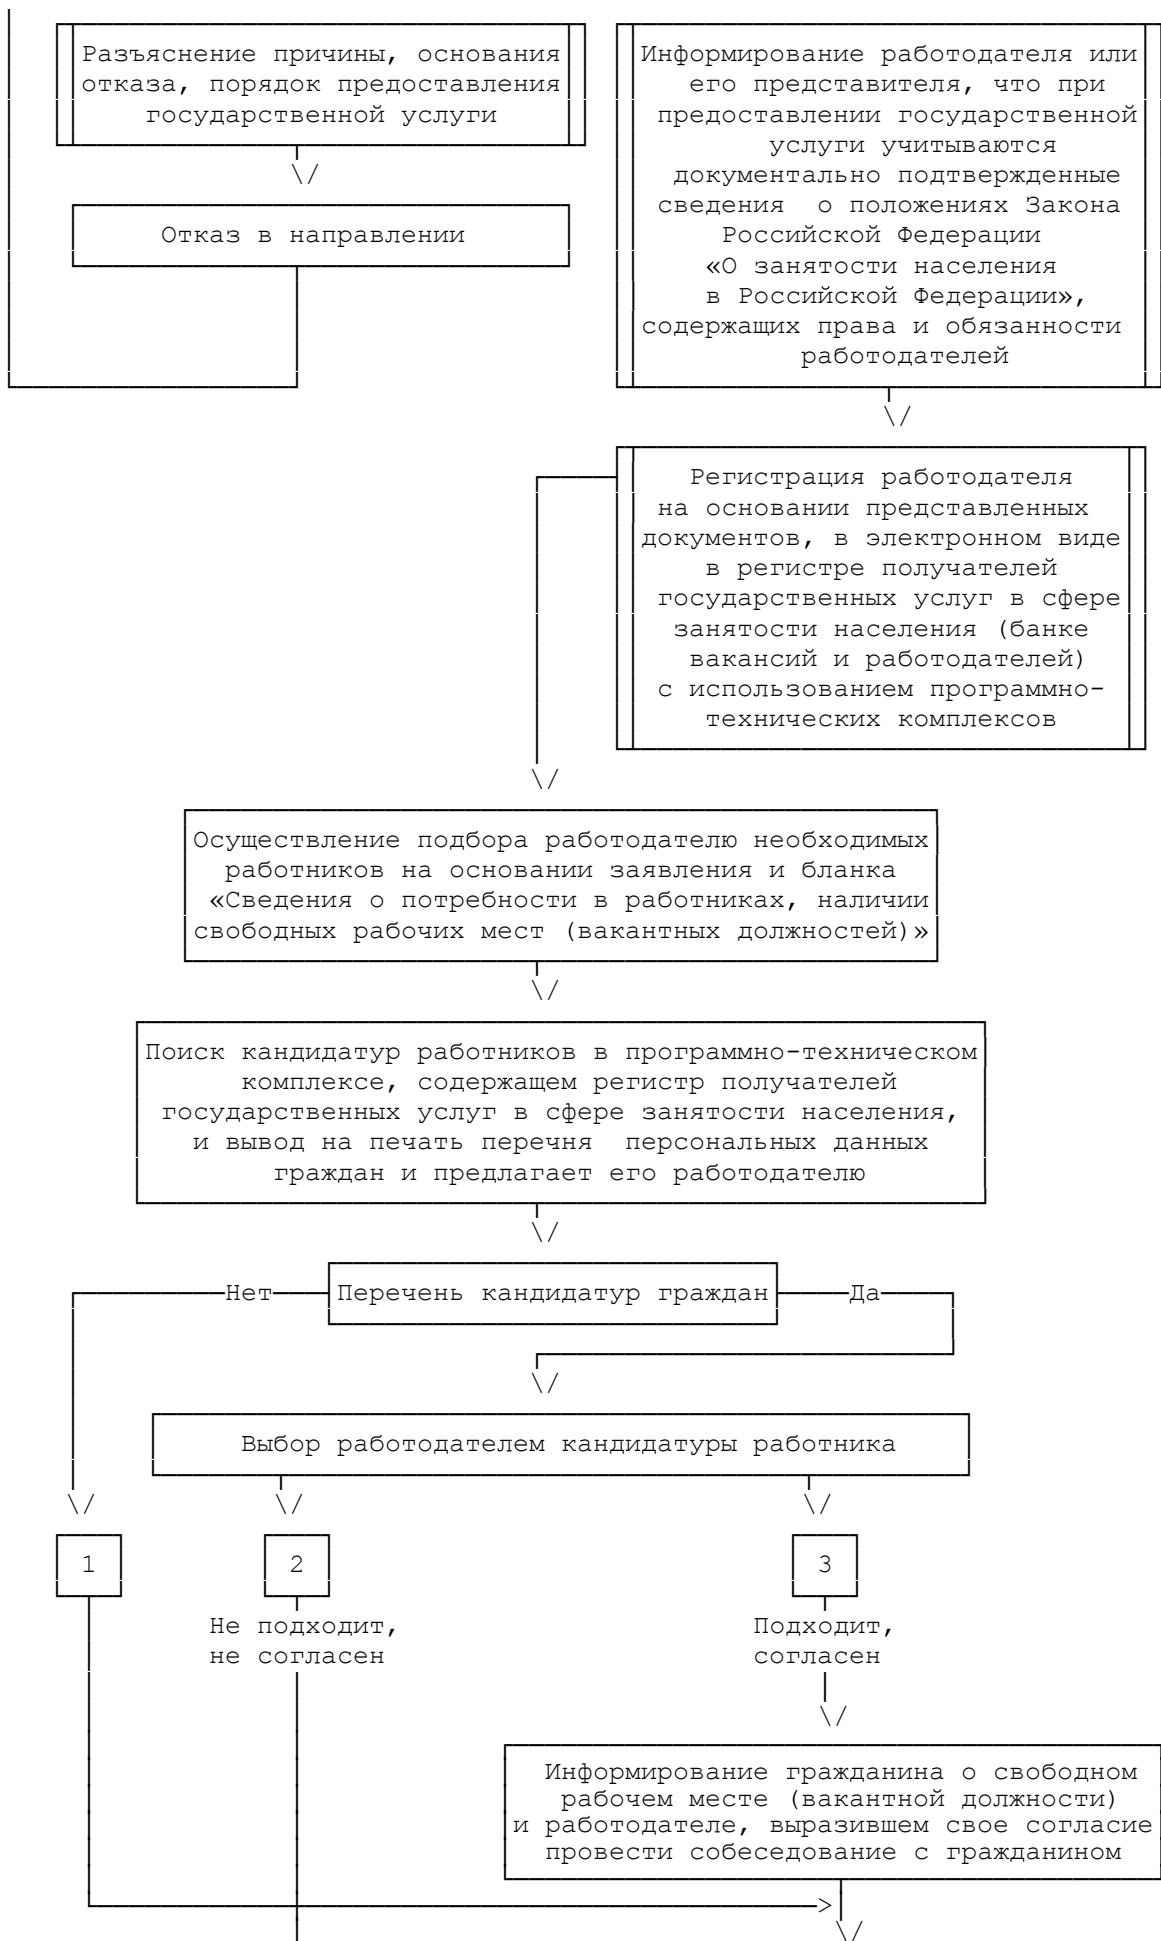 Разъяснение причины, основания
отказа, порядок предоставления
государственной услуги
\/
Отказ в направлении
Информирование работодателя или
его представителя, что при
предоставлении государственной
услуги учитываются
документально подтвержденные
сведения о положениях Закона
Российской Федерации
«О занятости населения
в Российской Федерации»,
содержащих права и обязанности
работодателей
\/
Регистрация работодателя
на основании представленных
документов, в электронном виде
в регистре получателей
государственных услуг в сфере
занятости населения (банке
вакансий и работодателей)
с использованием программно-
технических комплексов
\/
Осуществление подбора работодателю необходимых
работников на основании заявления и бланка
«Сведения о потребности в работниках, наличии
свободных рабочих мест (вакантных должностей)»
\/
Поиск кандидатур работников в программно-техническом
комплексе, содержащем регистр получателей
государственных услуг в сфере занятости населения,
и вывод на печать перечня персональных данных
граждан и предлагает его работодателю
\/
Нет Перечень кандидатур граждан Да
\/
Выбор работодателем кандидатуры работника
\/ \/ \/
1 2 3
Не подходит,
не согласен
Подходит,
согласен
\/
Информирование гражданина о свободном
рабочем месте (вакантной должности)
и работодателе, выразившем свое согласие
провести собеседование с гражданином
>
\/